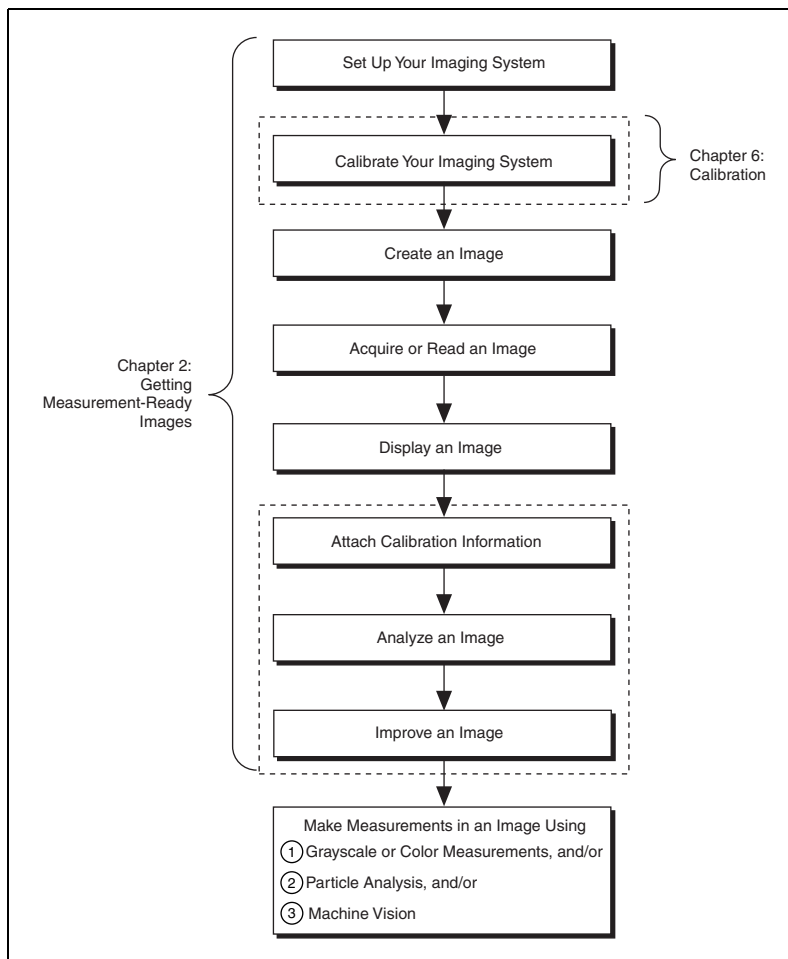 Set Up Your Imaging System
Calibrate Your Imaging System
Chapter 6:
Calibration
Create an Image
Acquire or Read an Image
Chapter 2:
Getting
Measurement-Ready
Images
Display an Image
Attach Calibration Information
Analyze an Image
Improve an Image
Make Measurements in an Image Using
1 Grayscale or Color Measurements, and/or
2 Particle Analysis, and/or
3 Machine Vision